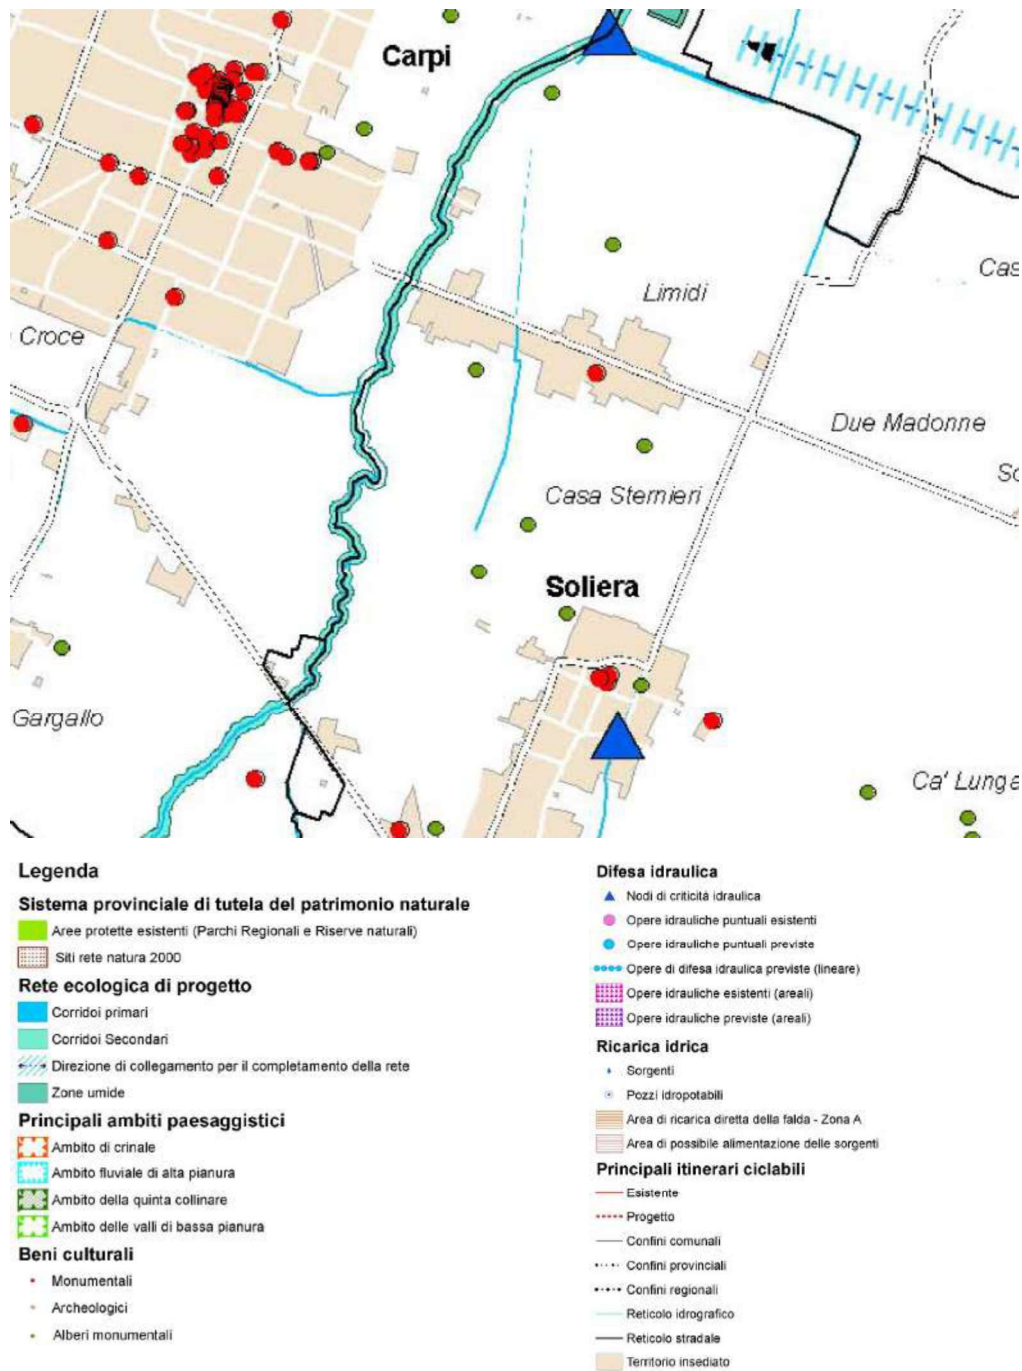 Carpi
Limidi
Cas
Croce
Due Madonne
So
Casa Sternieri
Soliera
Gargallo
Ca' Lunga
Legenda
Sistema provinciale di tutela del patrimonio naturale
Aree protette esistenti (Parchi Regionali e Riserve naturali)
Siti rete natura 2000
Rete ecologica di progetto
Corridoi primari
Corridoi Secondari
Direzione di collegamento per il completamento della rete
Zone umide
Principali ambiti paesaggistici
Ambito di crinale
Ambito fluviale di alta pianura
Ambito della quinta collinare
Ambito delle valli di bassa pianura
Beni culturali
Monumentali
Archeologici
Alberi monumentali
Difesa idraulica
Nodi di criticità idraulica
Opere idrauliche puntuali esistenti
Opere idrauliche puntuali previste
Opere di difesa idraulica previste (lineare)
Opere idrauliche esistenti (areali)
Opere idrauliche previste (areali)
Ricarica idrica
Sorgenti
Pozzi idropotabili
Area di ricarica diretta della falda - Zona A
Area di possibile alimentazione delle sorgenti
Principali itinerari ciclabili
Esistente
Progetto
Confini comunali
Confini provinciali
Confini regionali
Reticolo idrografico
Reticolo stradale
Territorio insediato